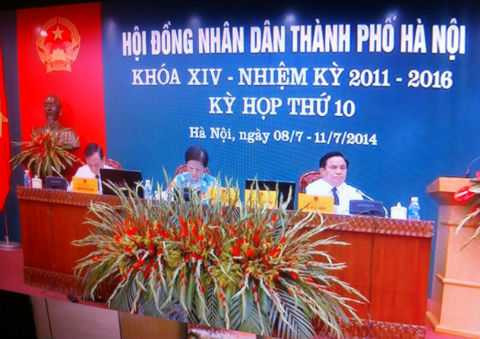 HỘI ĐỒNG NHÂN DÂN THÀNH PHỐ HÀ NỘI
KHÓA XIV - NHIỆM KỲ 2011 - 2016
KỲ HỌP THỨ 10
Hà Nội, ngày 08/7 - 11/7/2014